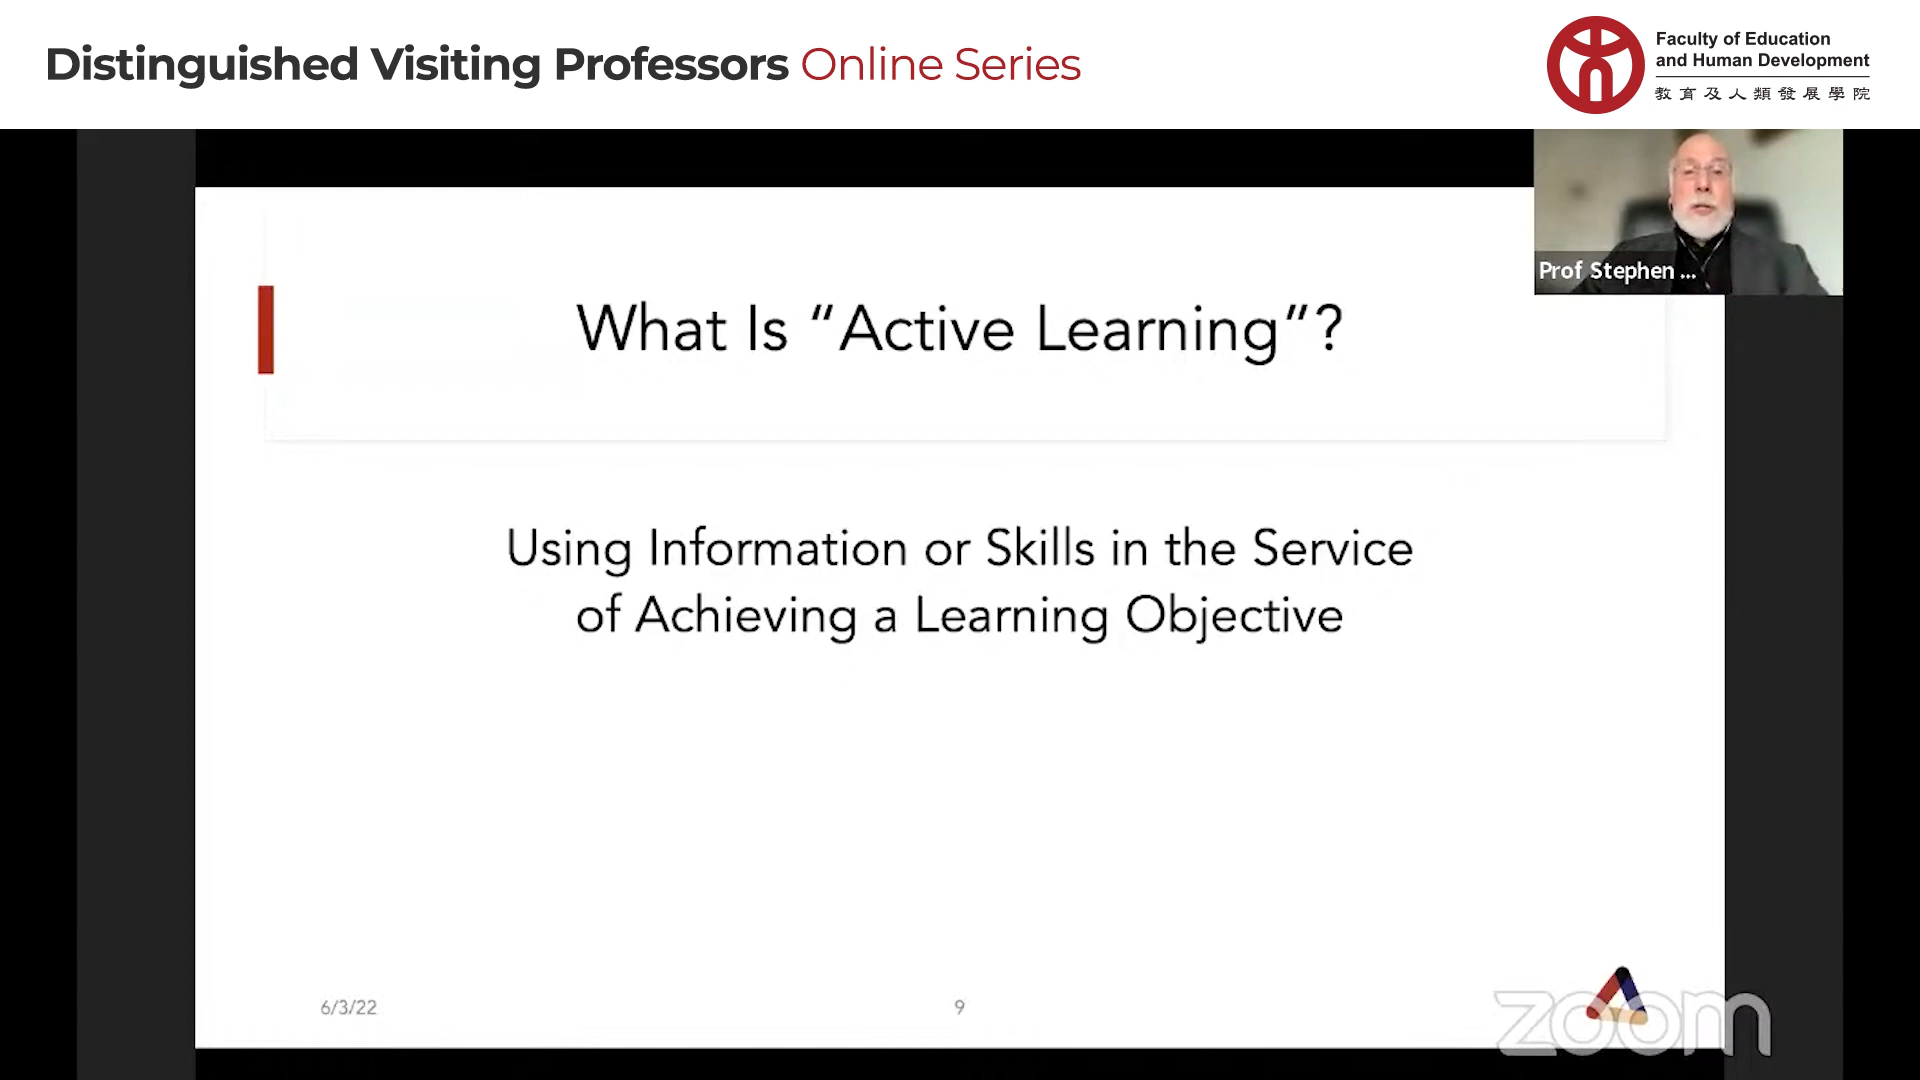 Distinguished Visiting Professors Online Series
Faculty of Education
and Human Development
教育及人類發展學院
Prof Stephen ...
What Is “Active Learning”?
Using Information or Skills in the Service
of Achieving a Learning Objective
6/3/22
9
zoom